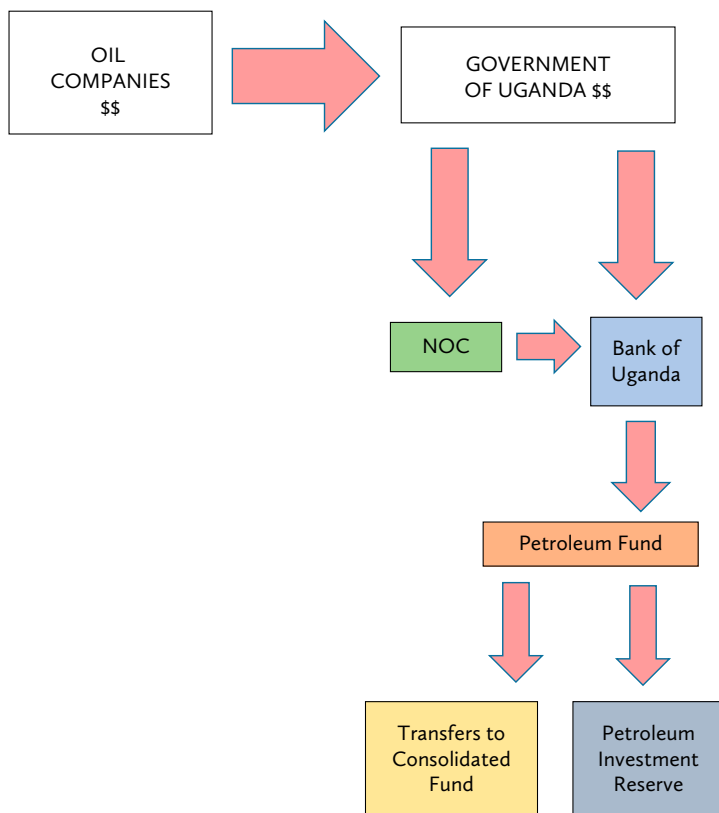 OIL
COMPANIES
$$
GOVERNMENT
OF UGANDA $$
NOC
Bank of
Uganda
Petroleum Fund
Transfers to
Consolidated
Fund
Petroleum
Investment
Reserve